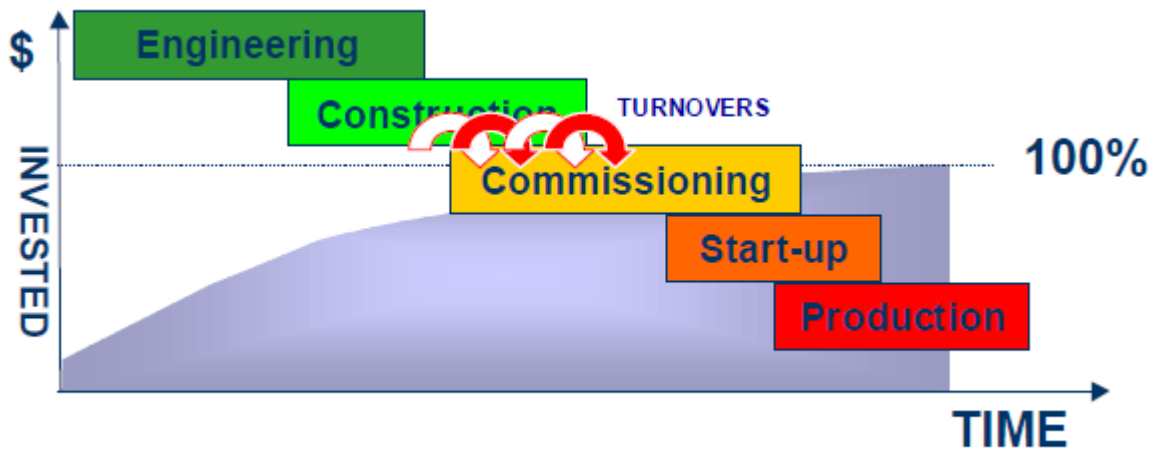 $
Engineering
Construction
TURNOVERS
INVESTED
100%
Commissioning
Start-up
Production
TIME